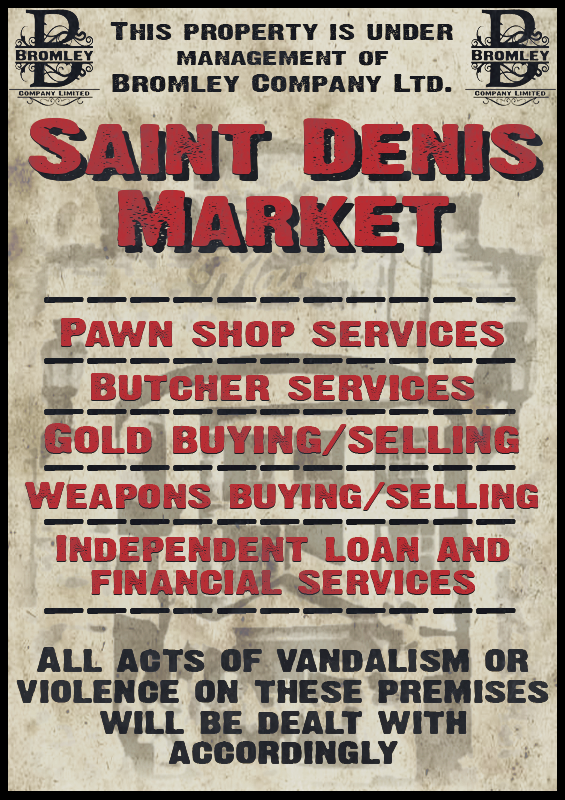 B
BROMLEY
COMPANY LIMITED
This property is under
management of
Bromley Company Ltd.
B
BROMLEY
COMPANY LIMITED
Saint Denis
Market
Pawn shop services
Butcher services
Gold buying/selling
Weapons buying/selling
Independent loan and
financial services
All acts of vandalism or
violence on these premises
will be dealt with
accordingly